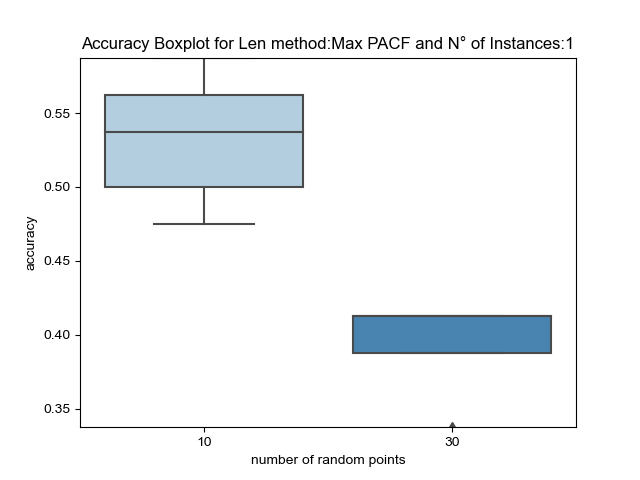 Accuracy Boxplot for Len method:Max PACF and N° of Instances:1
0.55
0.50
0.45
0.40
0.35
accuracy
10
30
number of random points